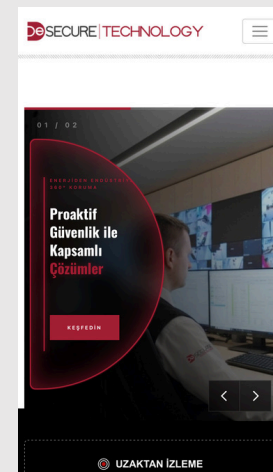 DeSECURE|TECHNOLOGY
01 / 02
Proaktif
Güvenlik ile
Kapsamlı
Çözümler
KEŞFEDİN
UZAKTAN İZLEME